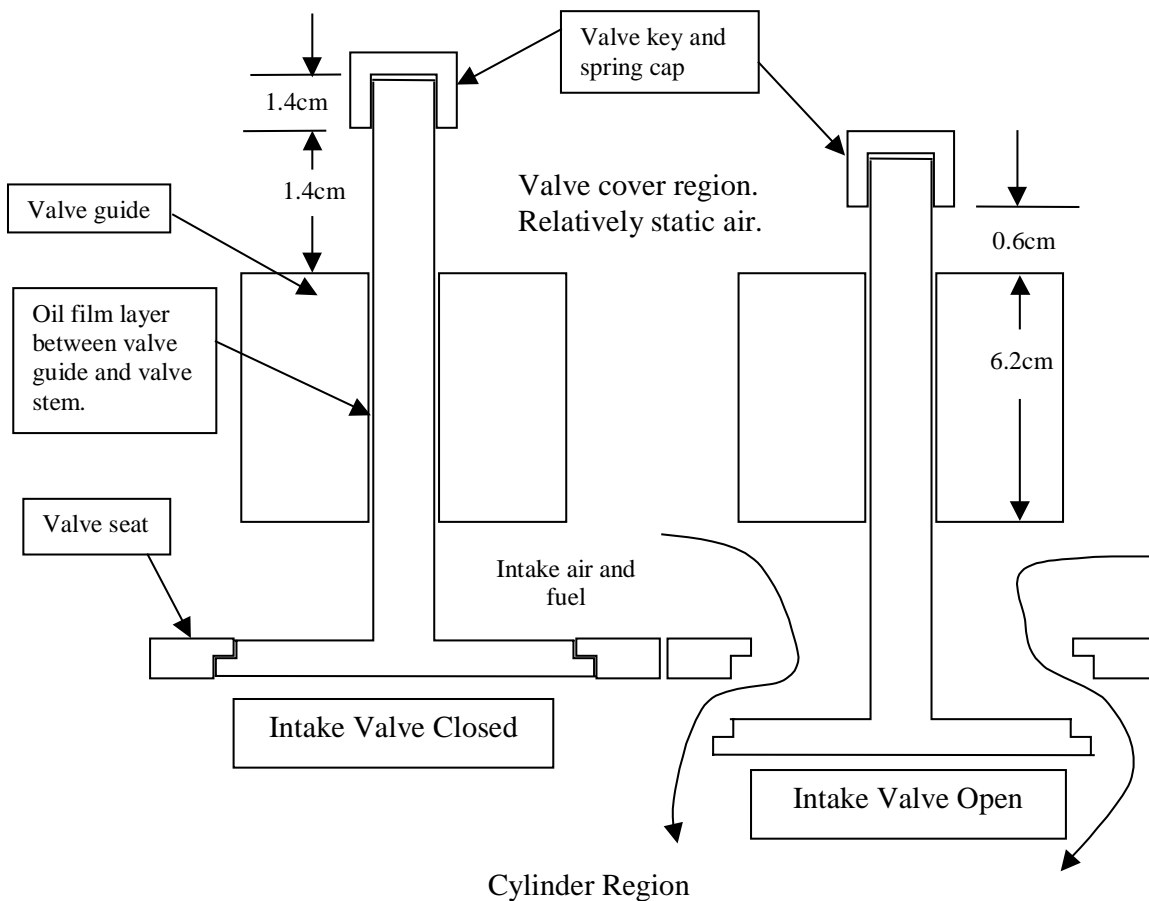 Valve key and
spring cap
1.4cm
1.4cm
Valve cover region.
Relatively static air.
Valve guide
0.6cm
Oil film layer
between valve
guide and valve
stem.
6.2cm
Valve seat
Intake air and
fuel
Intake Valve Closed
Intake Valve Open
Cylinder Region